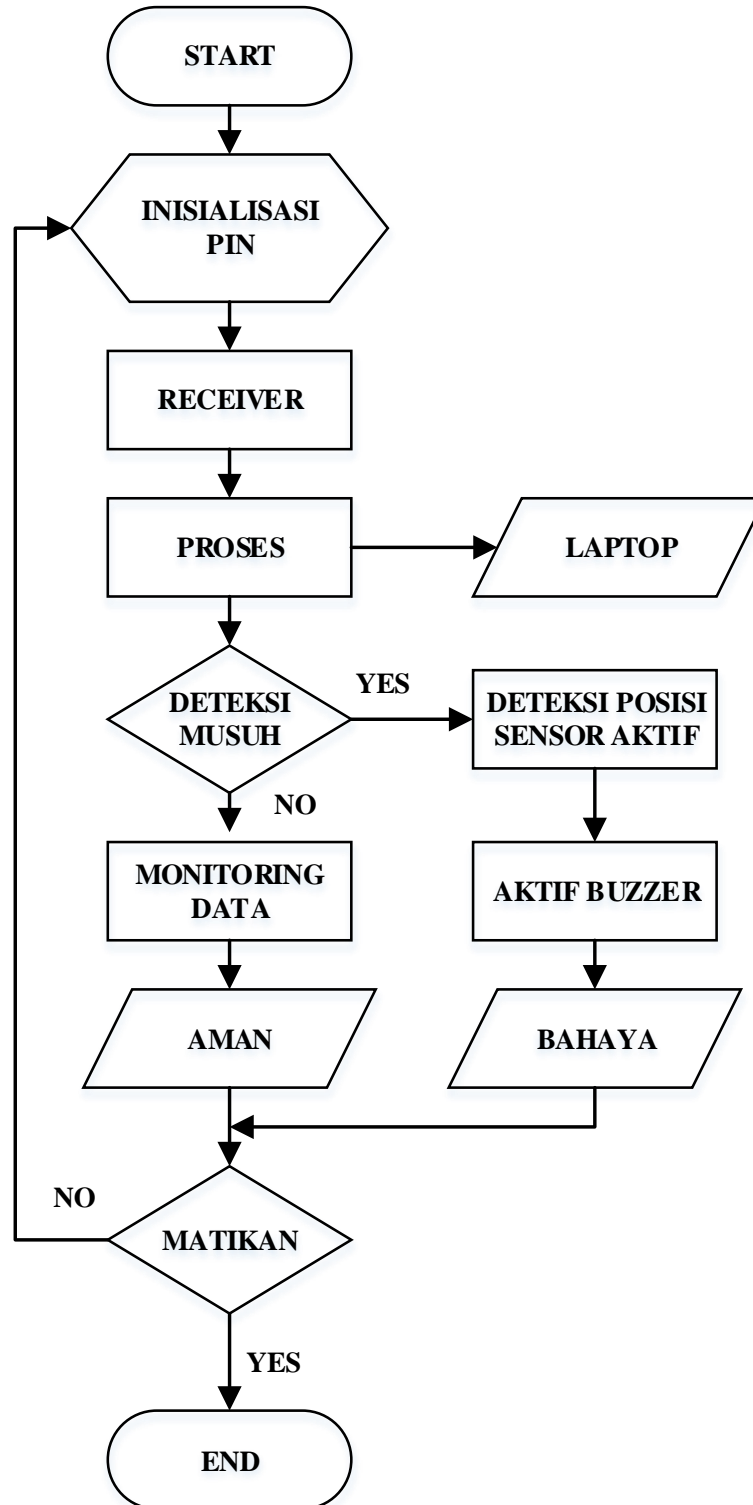 START
INISIALISASI
PIN
RECEIVER
PROSES
LAPTOP
DETEKSI
MUSUH
YES
DETEKSI POSISI
SENSOR AKTIF
NO
MONITORING
DATA
AKTIF BUZZER
AMAN
BAHAYA
NO
MATIKAN
YES
END